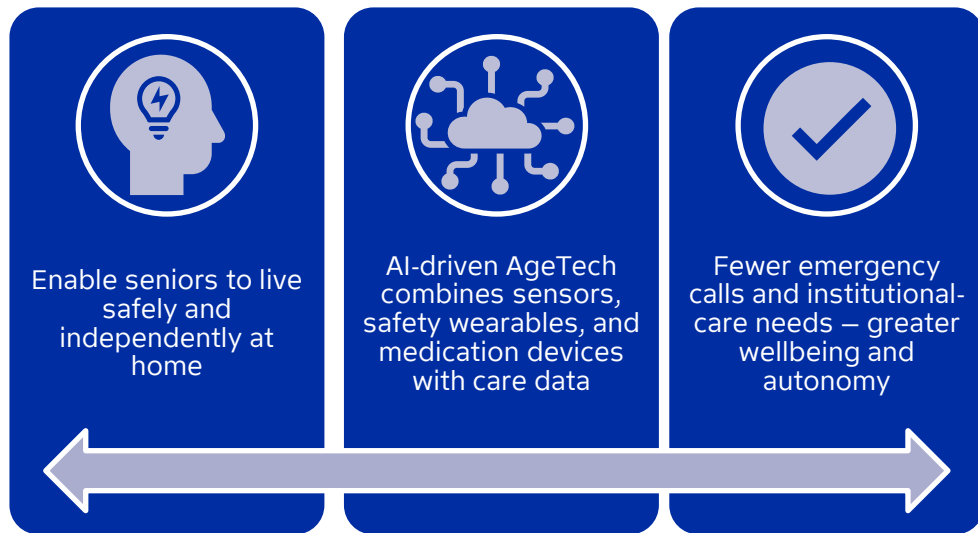 Enable seniors to live
safely and
independently at
home
AI-driven AgeTech
combines sensors,
safety wearables, and
medication devices
with care data
Fewer emergency
calls and institutional-
care needs – greater
wellbeing and
autonomy